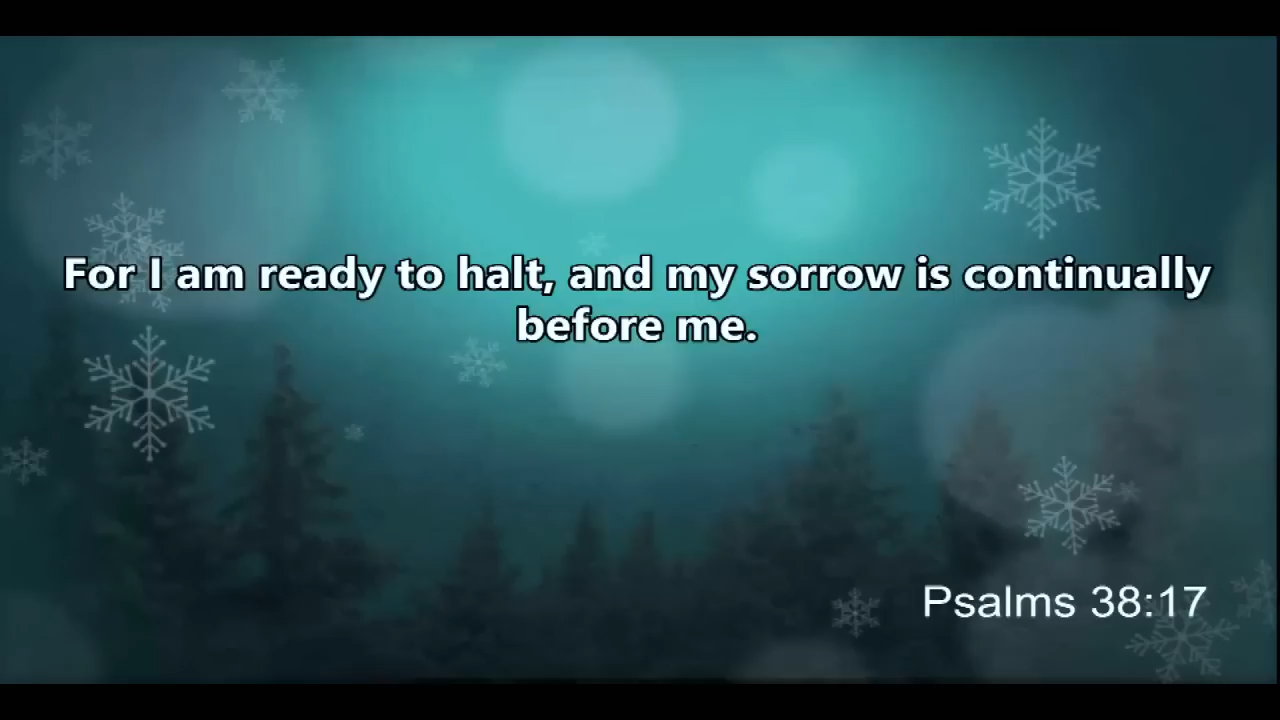 For I am ready to halt, and my sorrow is continually
before me.
Psalms 38:17